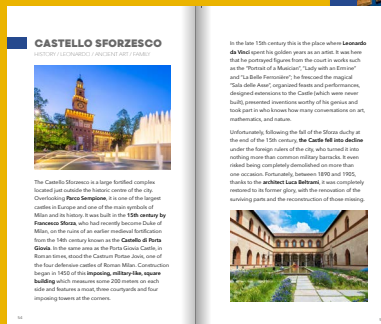 CASTELLO SFORZESCO
HISTORY / LEONARDO / ANCIENT ART / FAMILY
The Castello Sforzesco is a large fortified complex
located just outside the historic centre of the city.
Overlooking Parco Sempione, it is one of the largest
castles in Europe and one of the main symbols of
Milan and its history. It was built in the 15th century by
Francesco Sforza, who had recently become Duke of
Milan, on the ruins of an earlier medieval fortification
from the 14th century known as the Castello di Porta
Giovia. In the same area as the Porta Giovia Castle, in
Roman times, stood the Castrum Portae Jovis, one of
the four defensive castles of Roman Milan. Construction
began in 1450 of this imposing, military-like, square
building which measures some 200 meters on each
side and features a moat, three courtyards and four
imposing towers at the corners.
In the late 15th century this is the place where Leonardo
da Vinci spent his golden years as an artist. It was here
that he portrayed figures from the court in works such
as the "Portrait of a Musician", "Lady with an Ermine"
and "La Belle Ferronière"; he frescoed the magical
"Sala delle Asse", organized feasts and performances,
designed extensions to the Castle (which were never
built), presented inventions worthy of his genius and
took part in who knows how many conversations on art,
mathematics, and nature.
Unfortunately, following the fall of the Sforza duchy at
the end of the 15th century, the Castle fell into decline
under the foreign rulers of the city, who turned it into
nothing more than common military barracks. It even
risked being completely demolished on more than
one occasion. Fortunately, between 1890 and 1905,
thanks to the architect Luca Beltrami, it was completely
restored to its former glory, with the renovation of the
surviving parts and the reconstruction of those missing.